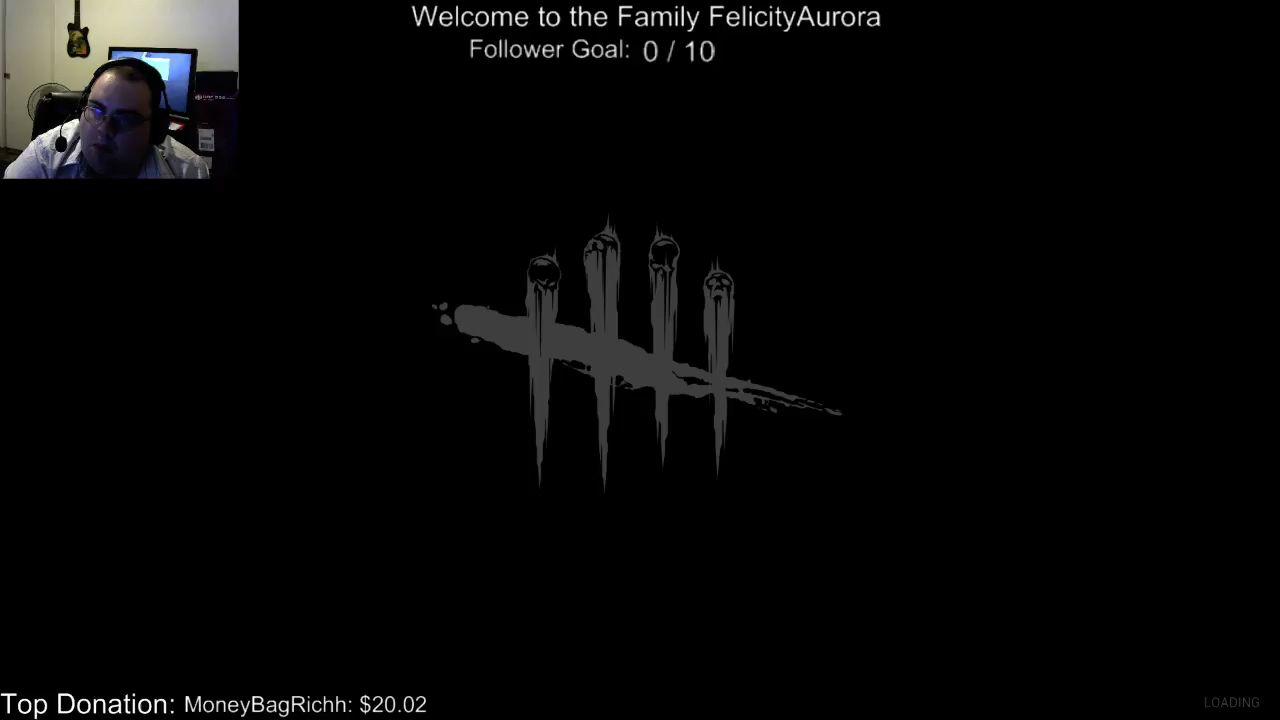 Welcome to the Family FelicityAurora
Follower Goal: 0 / 10
Top Donation: MoneyBagRichh: $20.02
LOADING